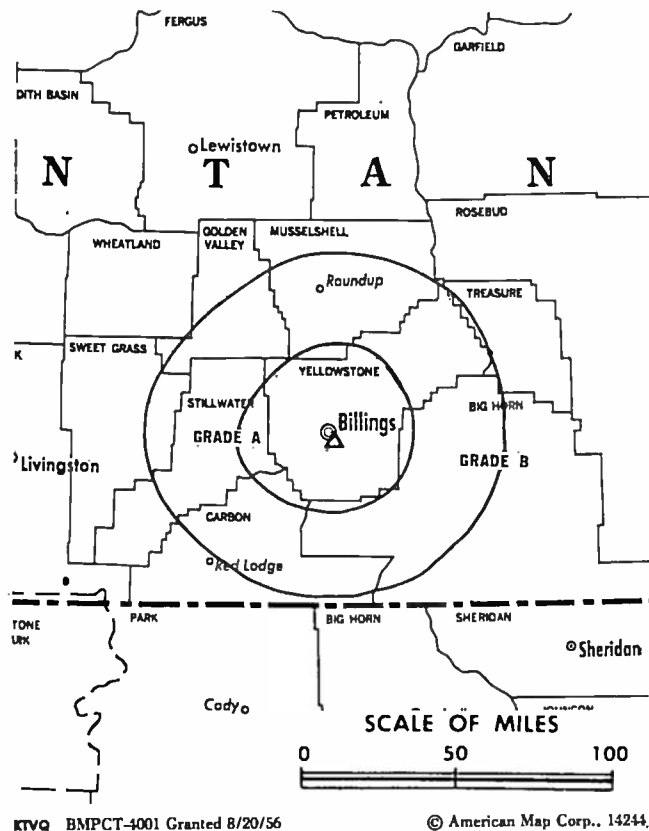 FERGUS
GARFIELD
DITH BASIN
PETROLEUM
Lewistown
N T A N
ROSEBUD
WHEATLAND
GOLDEN
VALLEY
MUSSELSHELL
Roundup
TREASURE
K
SWEET GRASS
YELLOWSTONE
STILLWATER
BIG HORN
Billings
GRADE A
GRADE B
Livingston
CARBON
Red Lodge
PARK
BIG HORN
SHERIDAN
TONE
Sheridan
Cody
SCALE OF MILES
0 50 100
KTVQ BMPCT-4001 Granted 8/20/56
© American Map Corp., 14244